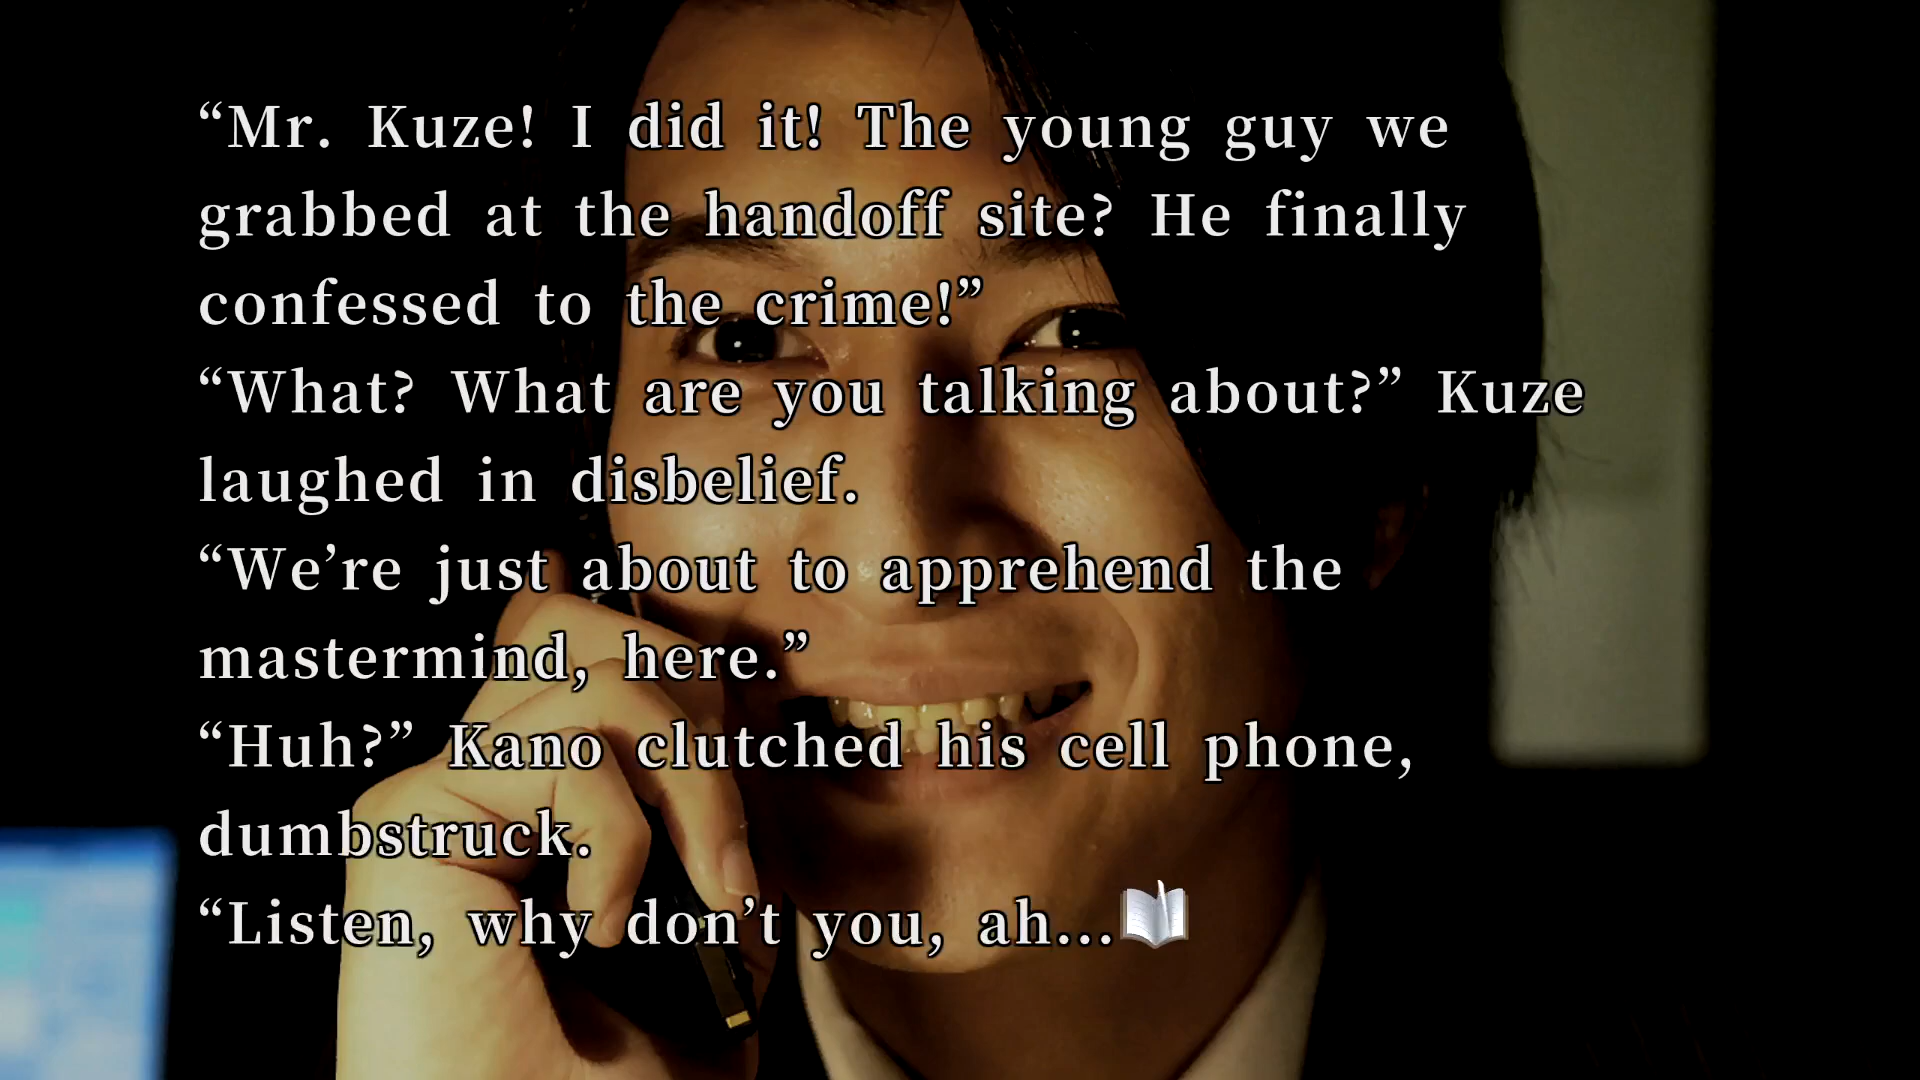 “Mr. Kuze! I did it! The young guy we
grabbed at the handoff site? He finally
confessed to the crime!”
“What? What are you talking about?” Kuze
laughed in disbelief.
“We’re just about to apprehend the
mastermind, here.”
“Huh?” Kano clutched his cell phone,
dumbstruck.
“Listen, why don’t you, ah...